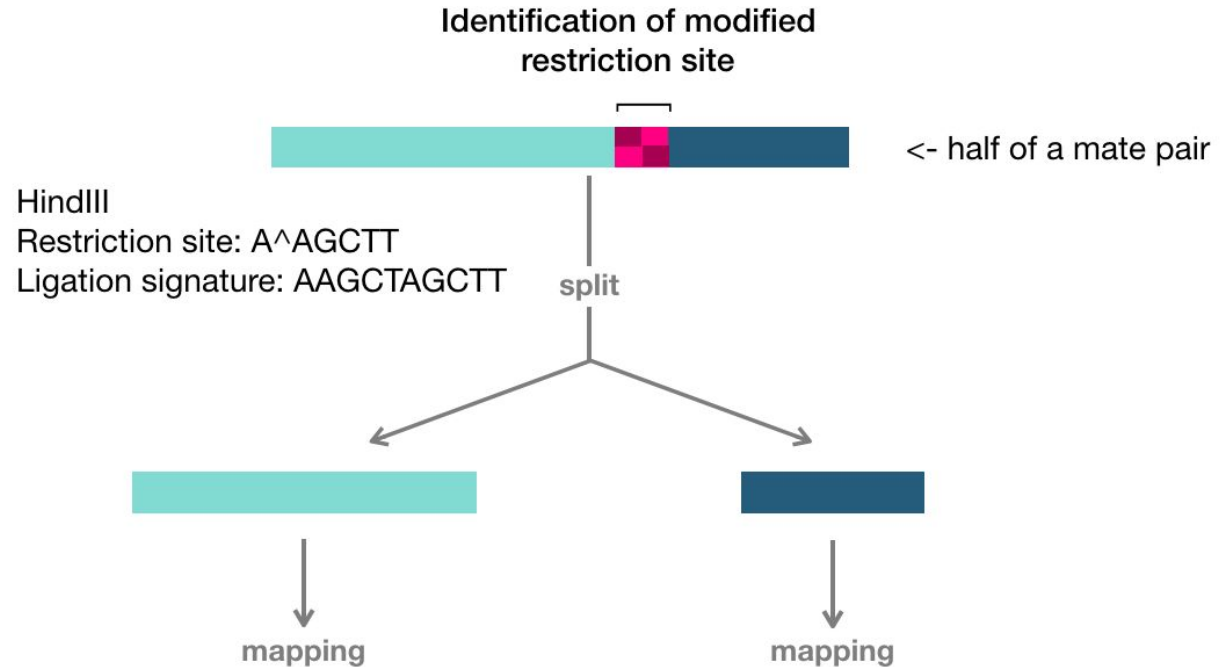 Identification of modified
restriction site
<- half of a mate pair
HindIII
Restriction site: A^AGCTT
Ligation signature: AAGCTAGCTT
split
mapping
mapping